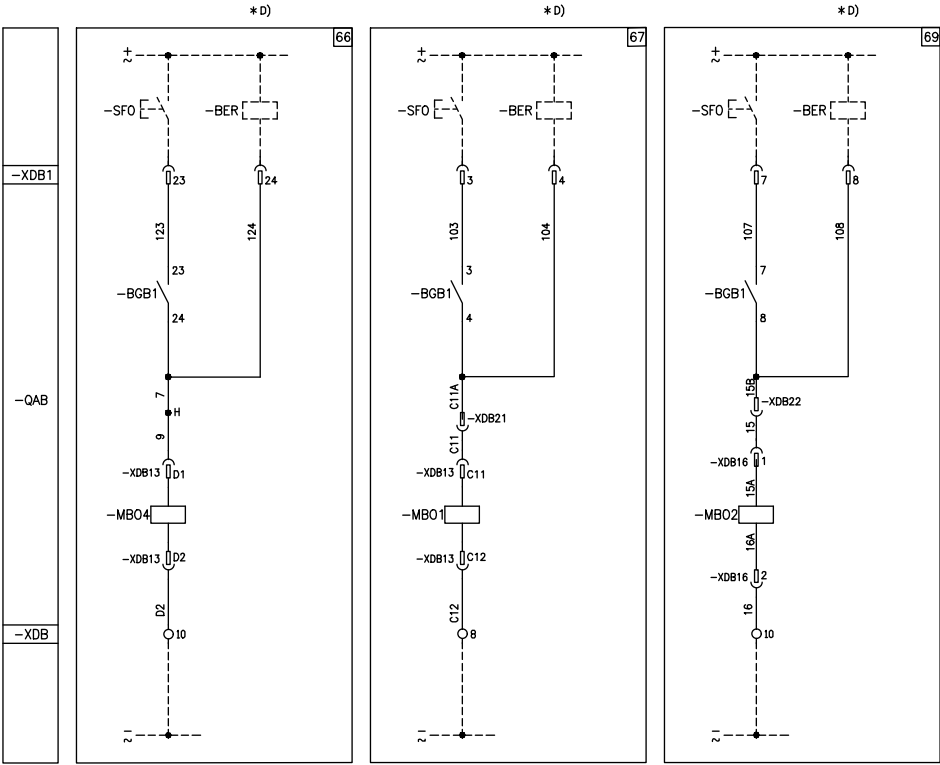 *D)
*D)
*D)
-XDB1
-QAB
-XDB
66
+
~
-SFO
-BER
23
24
123
124
23
-BGB1
24
7
H
9
-XDB13 D1
-MBO4
-XDB13 D2
D2
10
-
~
67
+
~
-SFO
-BER
3
4
103
104
3
-BGB1
4
C11A
-XDB21
C11
-XDB13 C11
-MBO1
-XDB13 C12
C12
8
-
~
69
+
~
-SFO
-BER
7
8
107
108
7
-BGB1
8
15B
-XDB22
15
-XDB16 1
15A
-MBO2
16A
-XDB16 2
16
10
-
~